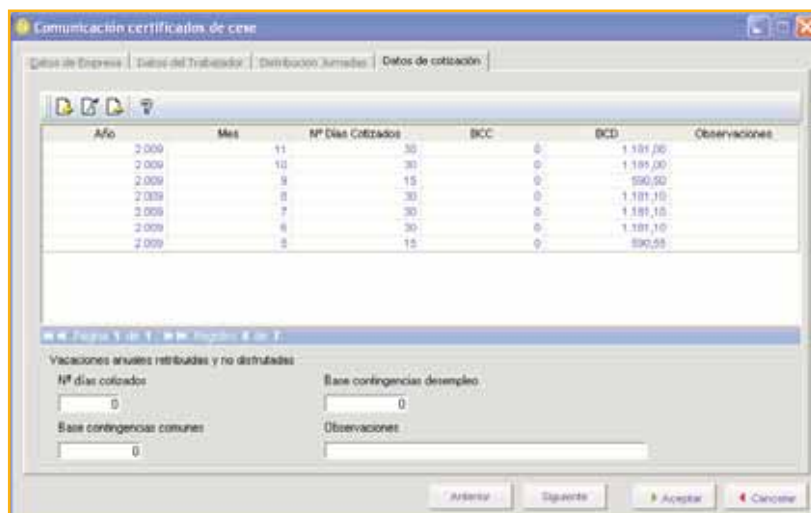 Comunicación certificados de cese
Datos de Empresa Datos del Trabajador Distribución Jornadas Datos de cotización
Año Mes Nº Días Cotizados BCC BCD Observaciones
2.009 11 30 0 1.181,00
2.009 10 30 0 1.181,00
2.009 9 15 0 590,50
2.009 8 30 0 1.181,10
2.009 7 30 0 1.181,10
2.009 6 30 0 1.181,10
2.009 5 15 0 590,55
Página 1 de 1 Registro de 7
Vacaciones anuales retribuidas y no disfrutadas
Nº días cotizados Base contingencias desempleo
0 0
Base contingencias comunes Observaciones
0
Anterior Siguiente Aceptar Cancelar